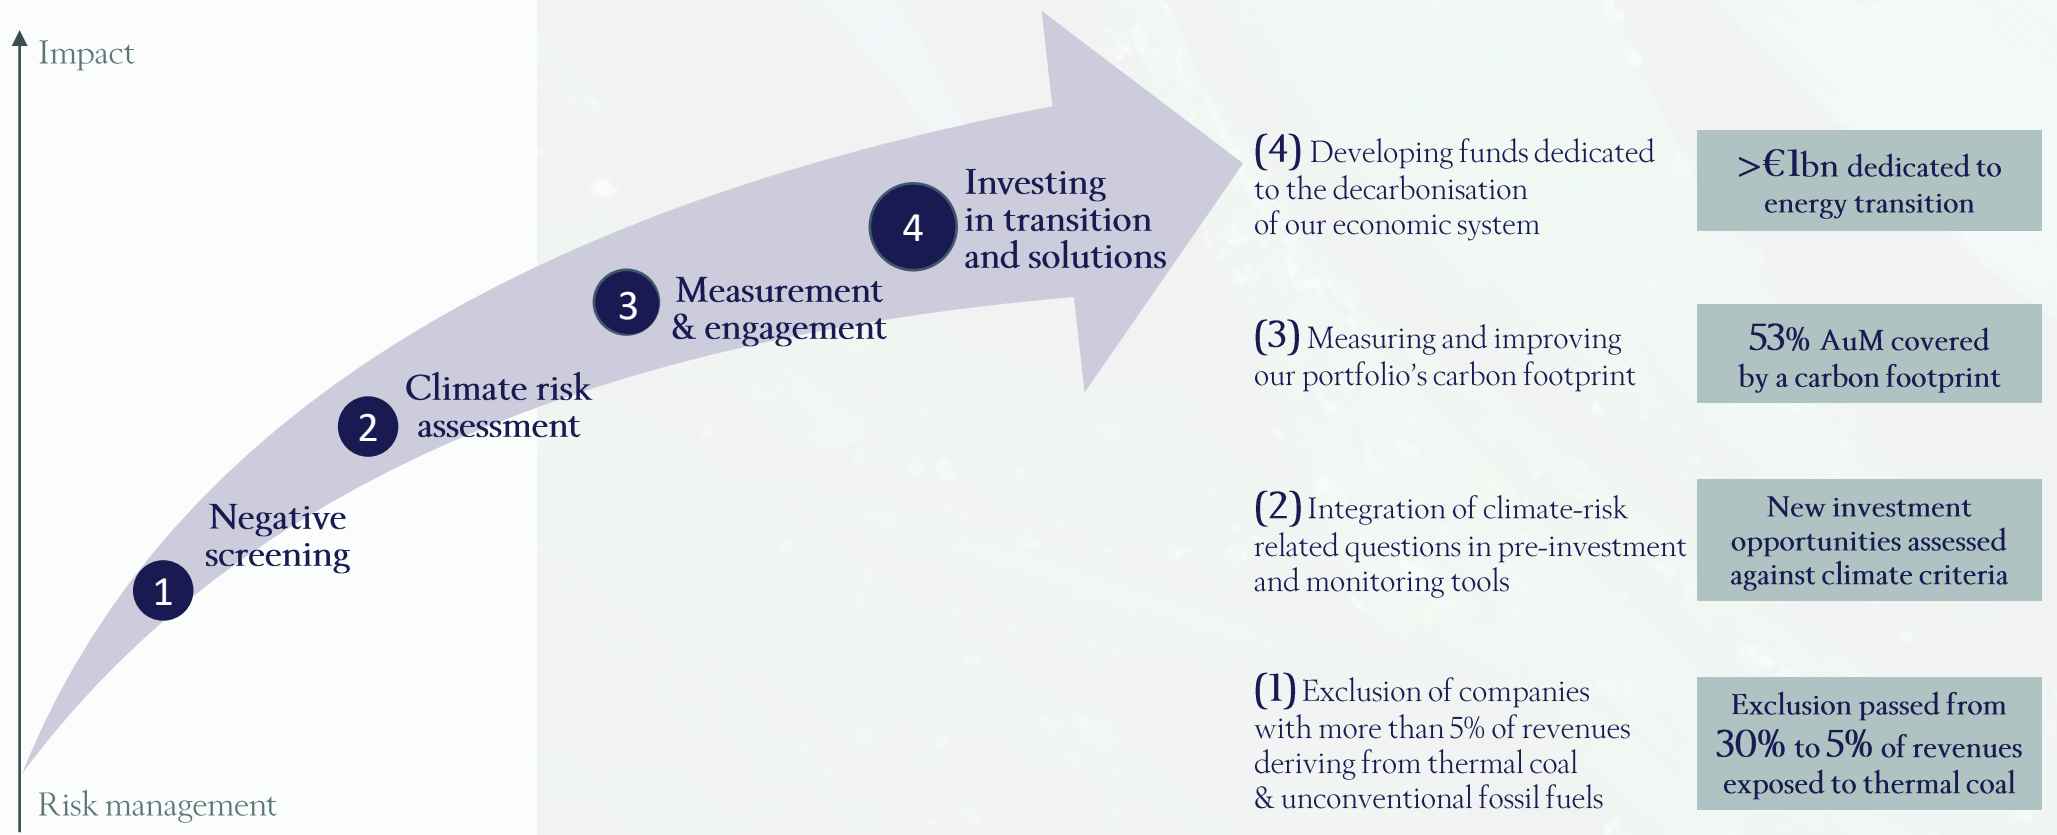 Impact
4
Investing
in transition
and solutions
3
Measurement
& engagement
2
Climate risk
assessment
Negative
screening
1
Risk management
(4) Developing funds dedicated
to the decarbonisation
of our economic system
>€1bn dedicated to
energy transition
(3) Measuring and improving
our portfolio’s carbon footprint
53% AuM covered
by a carbon footprint
(2) Integration of climate-risk
related questions in pre-investment
and monitoring tools
New investment
opportunities assessed
against climate criteria
(1) Exclusion of companies
with more than 5% of revenues
deriving from thermal coal
& unconventional fossil fuels
Exclusion passed from
30% to 5% of revenues
exposed to thermal coal